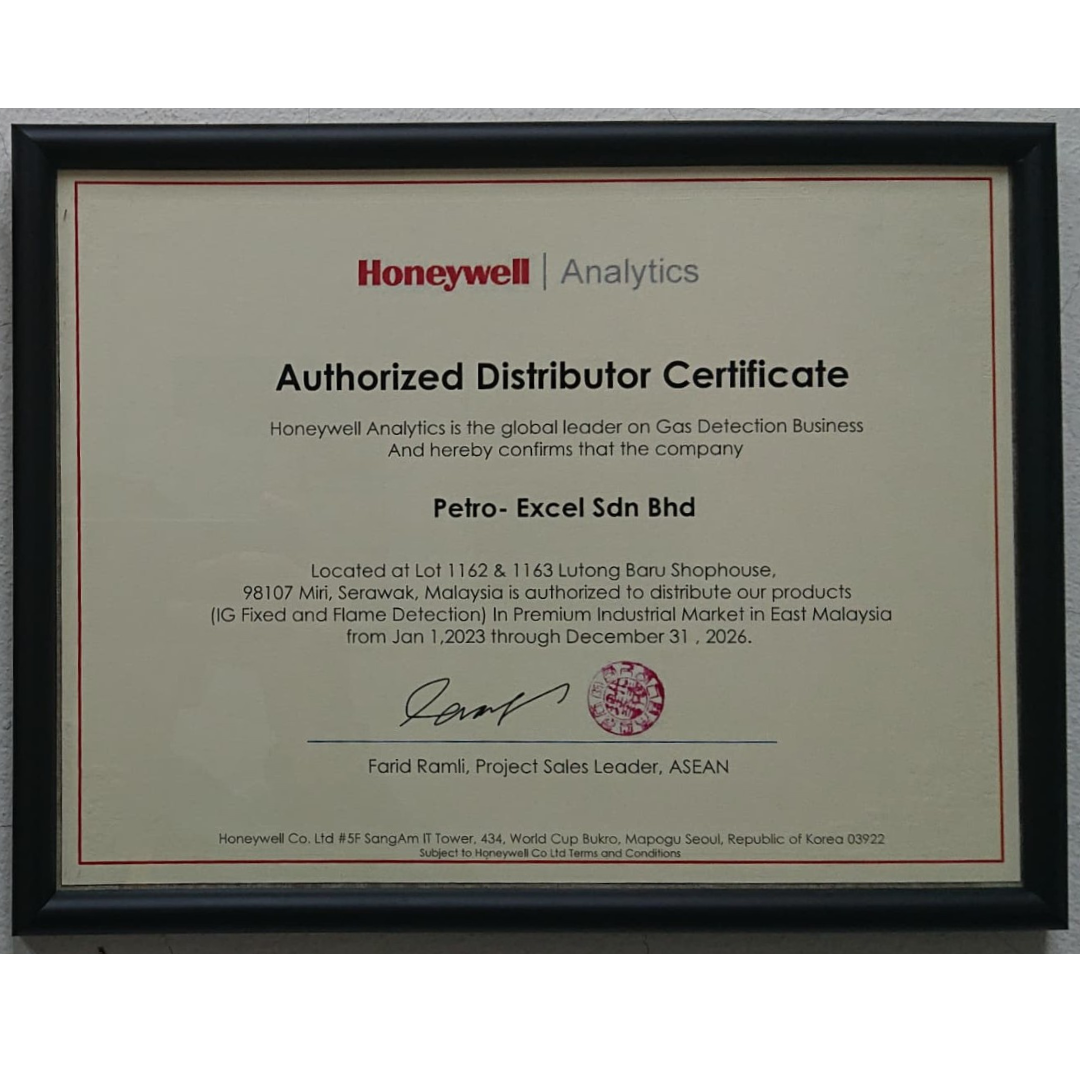 Honeywell | Analytics
Authorized Distributor Certificate
Honeywell Analytics is the global leader on Gas Detection Business
And hereby confirms that the company
Petro- Excel Sdn Bhd
Located at Lot 1162 & 1163 Lutong Baru Shophouse,
98107 Miri, Serawak, Malaysia is authorized to distribute our products
(IG Fixed and Flame Detection) In Premium Industrial Market in East Malaysia
from Jan 1,2023 through December 31 , 2026.
Farid Ramli, Project Sales Leader, ASEAN
Honeywell Co. Ltd #5F SangAm IT Tower, 434, World Cup Bukro, Mapogu Seoul, Republic of Korea 03922
Subject to Honeywell Co Ltd Terms and Conditions